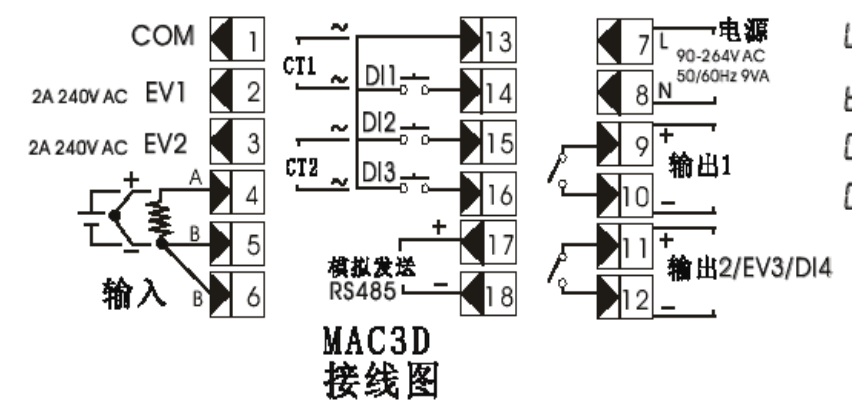 COM 1
2A 240V AC EV1 2
2A 240V AC EV2 3
+ A 4
B 5
−
输入 B 6
~ 13
CT1
~ DI1 14
~ DI2 15
CT2
~ DI3 16
+ 17
模拟发送
RS485 − 18
7 L 电源
90-264V AC
50/60Hz 9VA
8 N
9 +
输出1
10 −
11 +
输出2/EV3/DI4
12 −
MAC3D
接线图